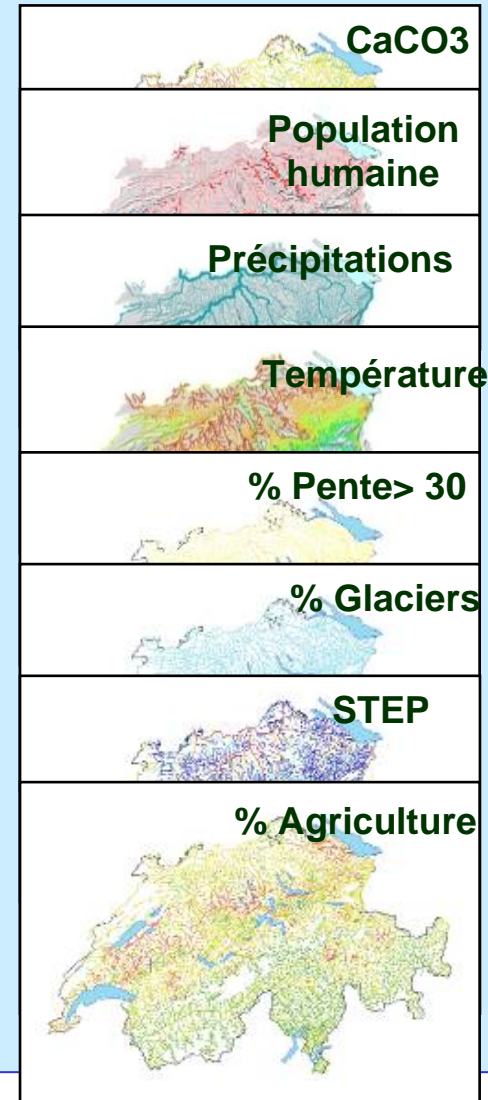 CaCO3
Population
humaine
Précipitations
Température
% Pente> 30
% Glaciers
STEP
% Agriculture